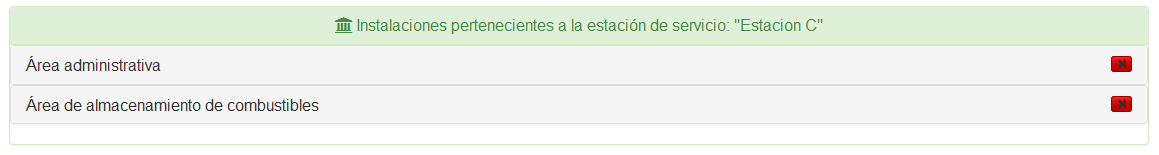 Instalaciones pertenecientes a la estación de servicio: "Estacion C"
Área administrativa
Área de almacenamiento de combustibles